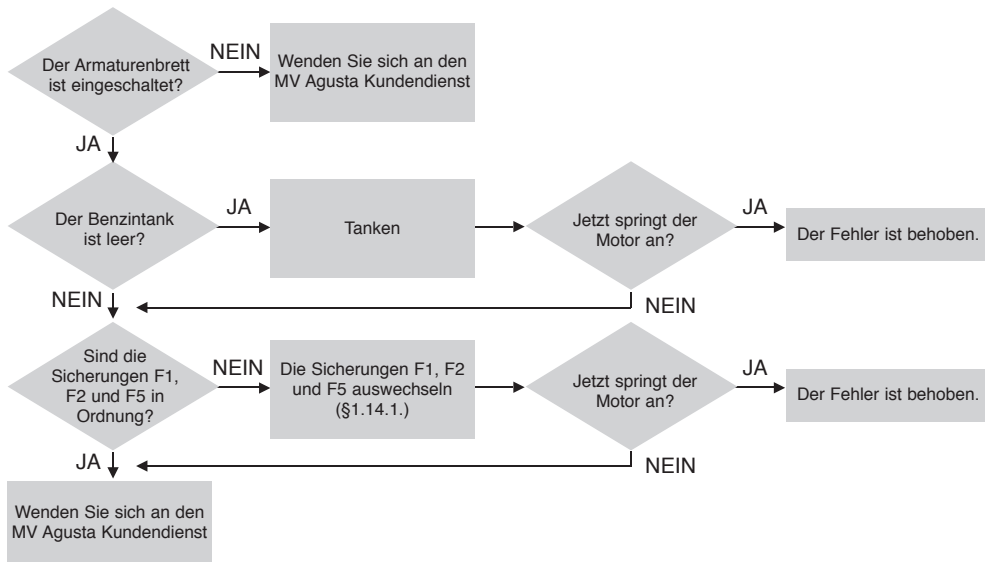 Der Armaturenbrett
ist eingeschaltet?
NEIN
Wenden Sie sich an den
MV Agusta Kundendienst
JA
Der Benzintank
ist leer?
JA
Tanken
Jetzt springt der
Motor an?
JA
Der Fehler ist behoben.
NEIN
NEIN
Sind die
Sicherungen F1,
F2 und F5 in
Ordnung?
NEIN
Die Sicherungen F1, F2
und F5 auswechseln
(§1.14.1.)
Jetzt springt der
Motor an?
JA
Der Fehler ist behoben.
JA
NEIN
Wenden Sie sich an den
MV Agusta Kundendienst